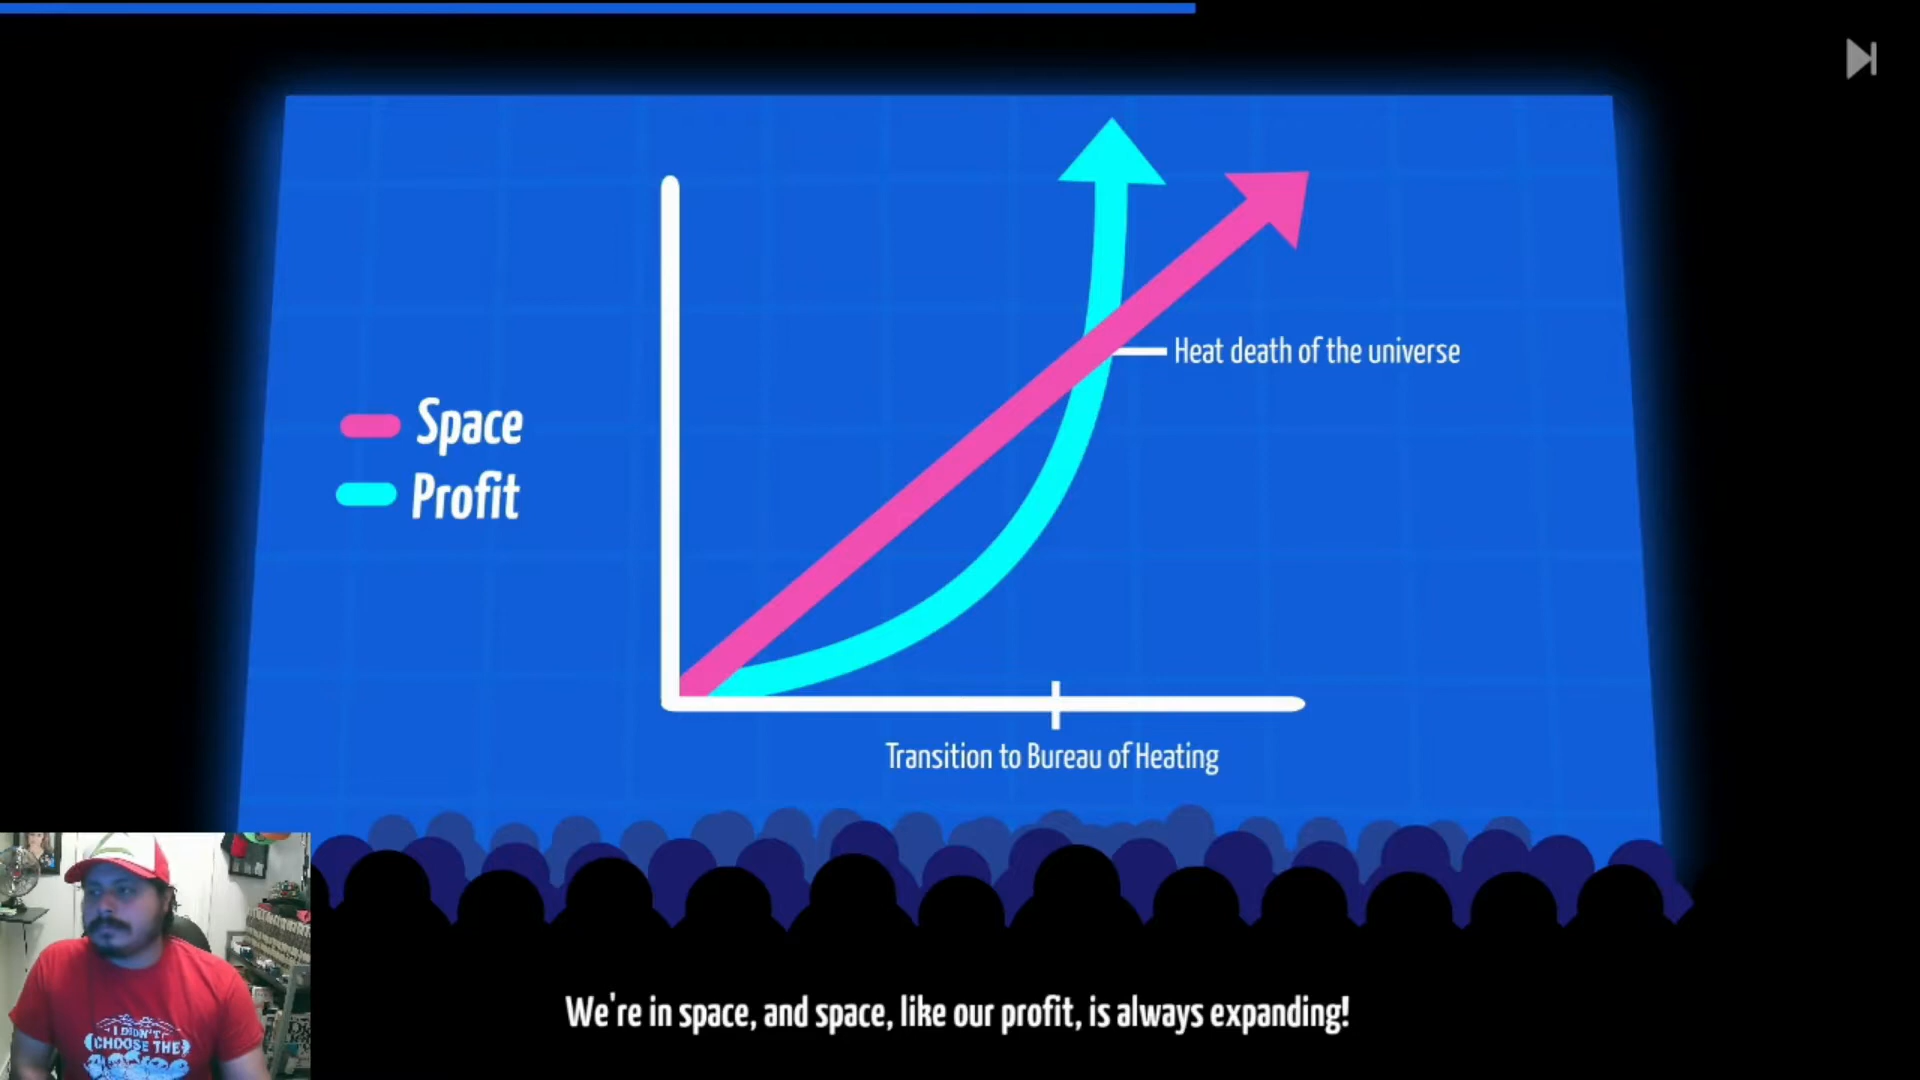 Heat death of the universe
Space
Profit
Transition to Bureau of Heating
I DIDN'T
CHOOSE THE
We're in space, and space, like our profit, is always expanding!